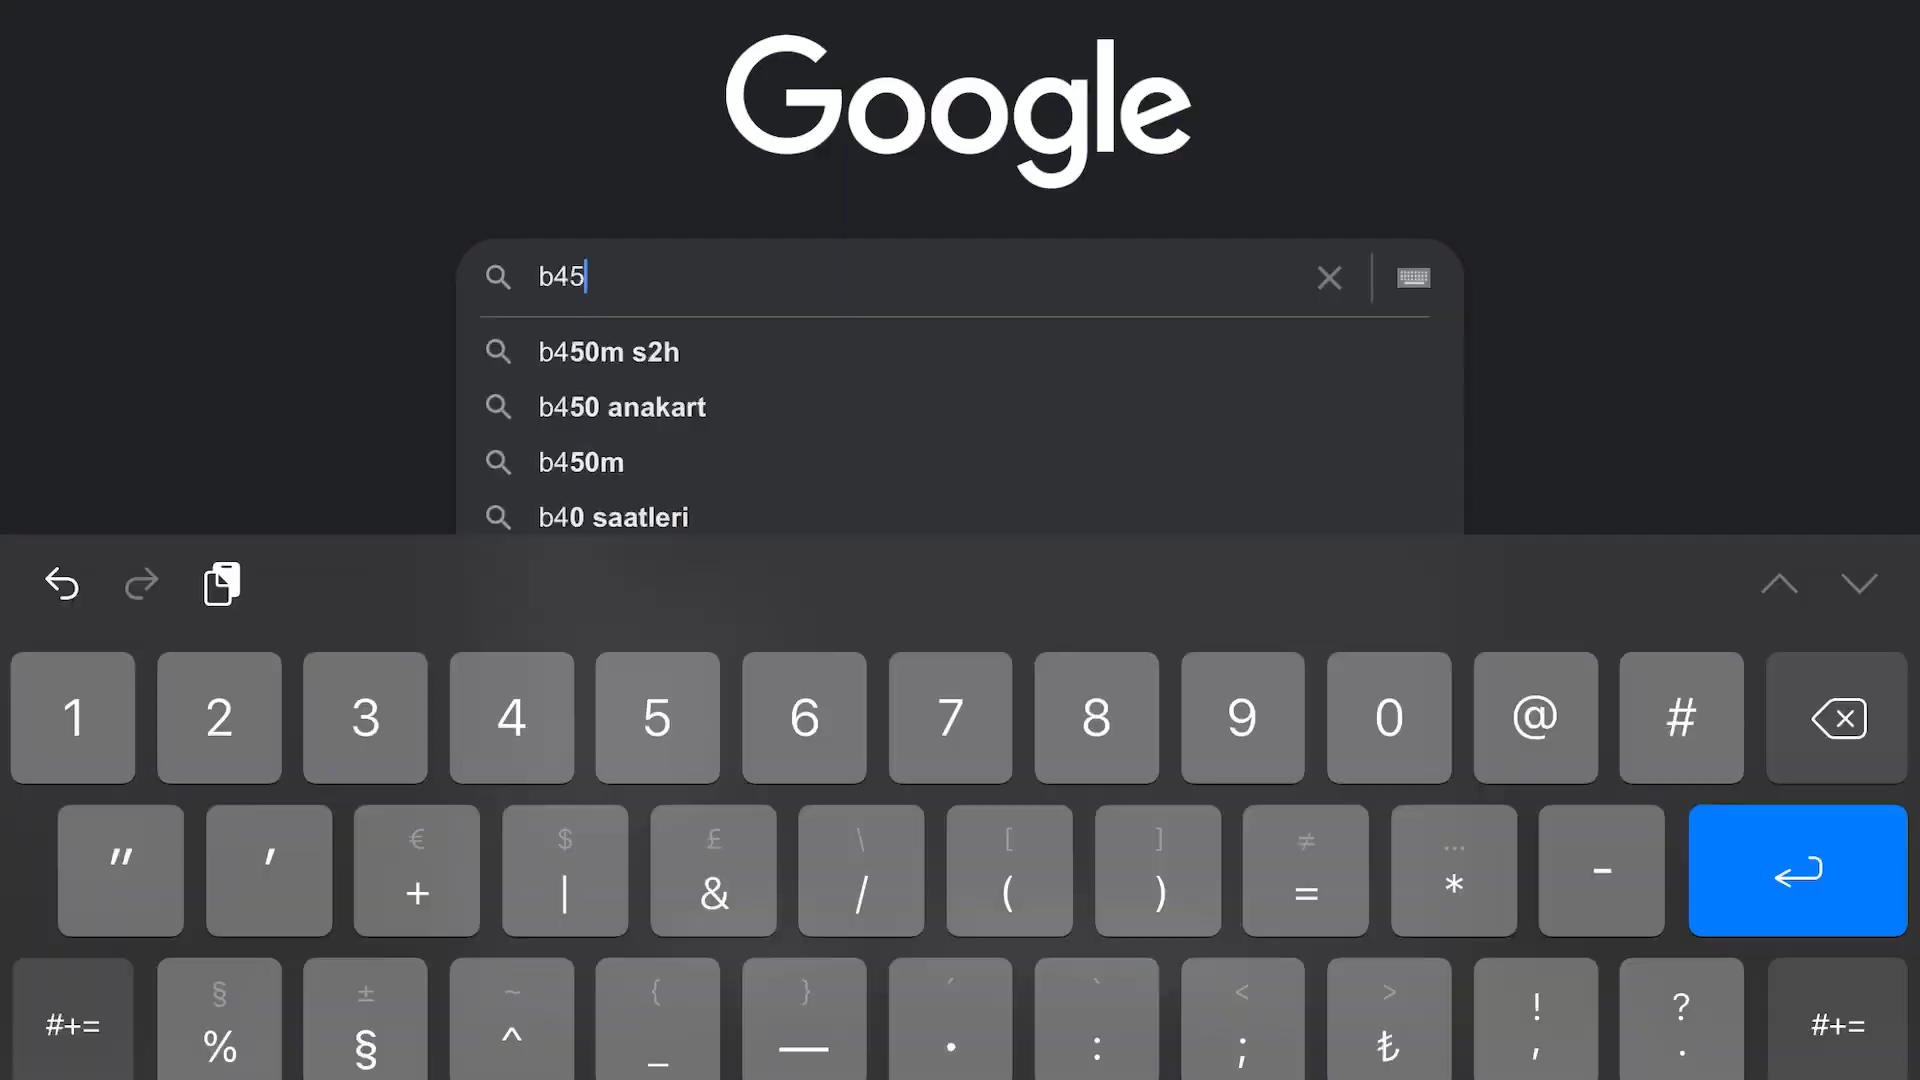 Google
b45
b450m s2h
b450 anakart
b450m
b40 saatleri
1 2 3 4 5 6 7 8 9 0 @ #
€ $ £ \ [ ] ≠ …
" ' + | & / ( ) = * -
§ ± ~ { } ´ ` < > ! ?
#+= % § ^ _ — · : ; ₺ , . #+=